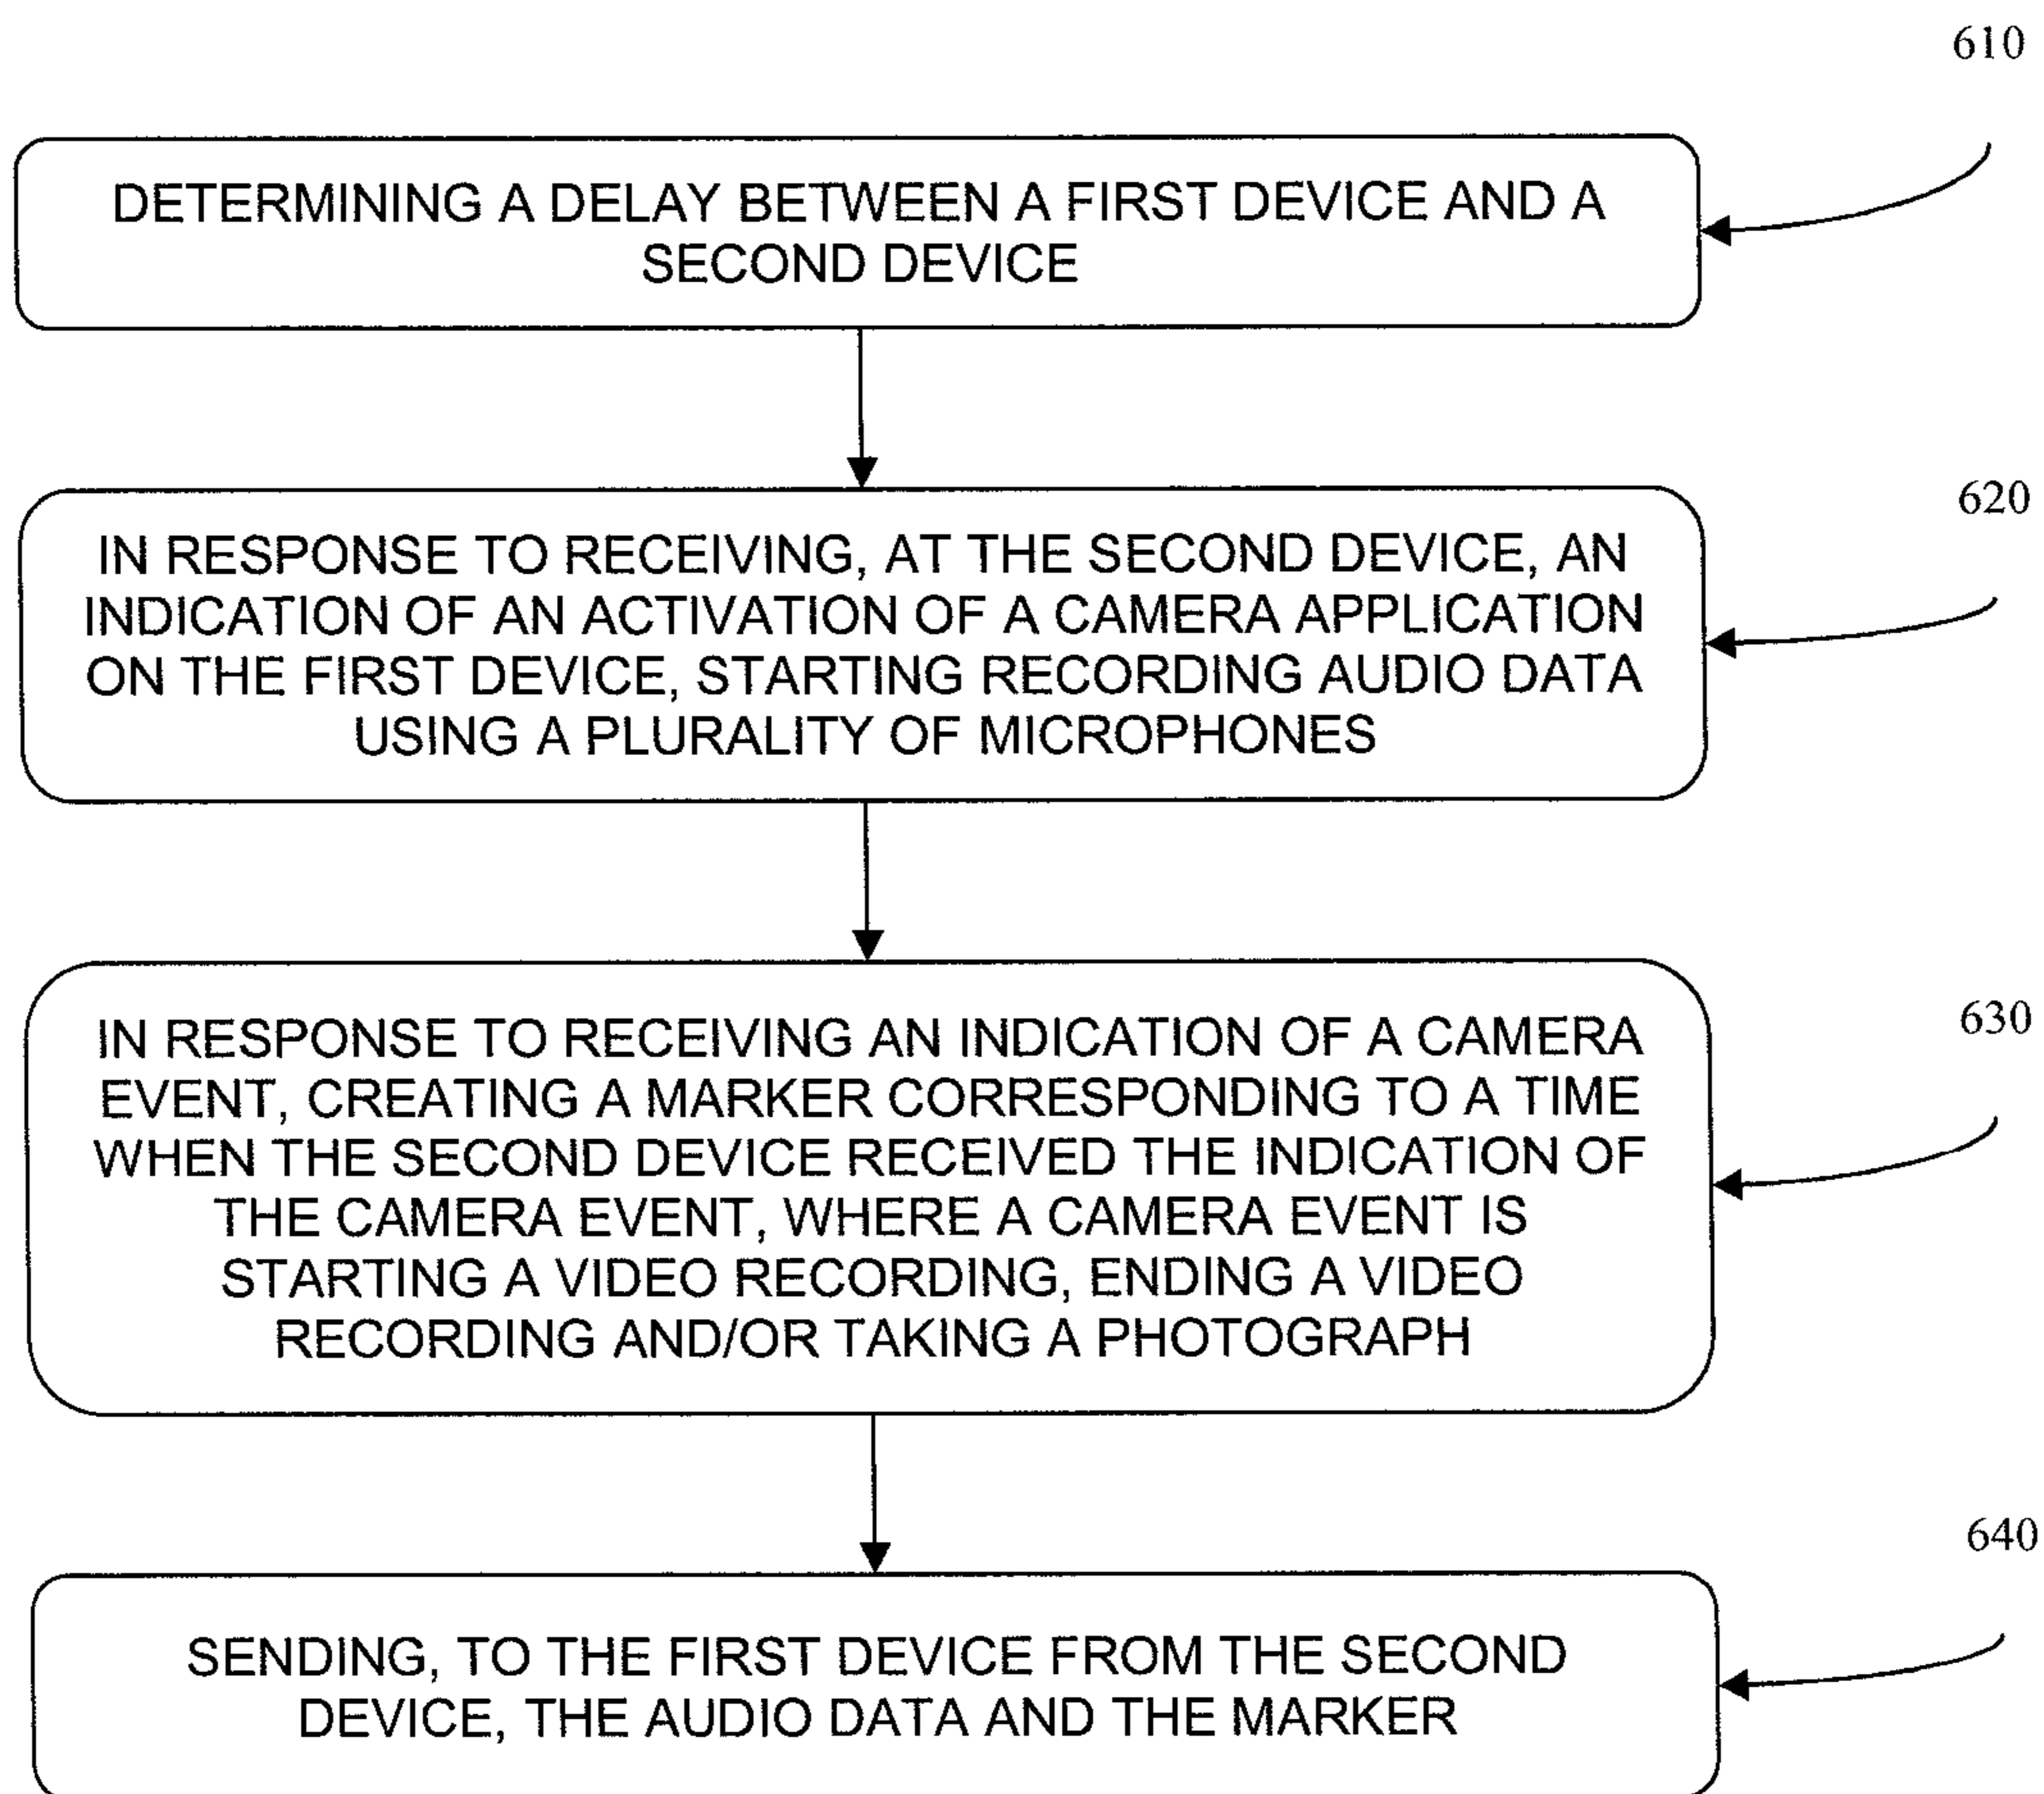 610
DETERMINING A DELAY BETWEEN A FIRST DEVICE AND A
SECOND DEVICE
620
IN RESPONSE TO RECEIVING, AT THE SECOND DEVICE, AN
INDICATION OF AN ACTIVATION OF A CAMERA APPLICATION
ON THE FIRST DEVICE, STARTING RECORDING AUDIO DATA
USING A PLURALITY OF MICROPHONES
630
IN RESPONSE TO RECEIVING AN INDICATION OF A CAMERA
EVENT, CREATING A MARKER CORRESPONDING TO A TIME
WHEN THE SECOND DEVICE RECEIVED THE INDICATION OF
THE CAMERA EVENT, WHERE A CAMERA EVENT IS
STARTING A VIDEO RECORDING, ENDING A VIDEO
RECORDING AND/OR TAKING A PHOTOGRAPH
640
SENDING, TO THE FIRST DEVICE FROM THE SECOND
DEVICE, THE AUDIO DATA AND THE MARKER